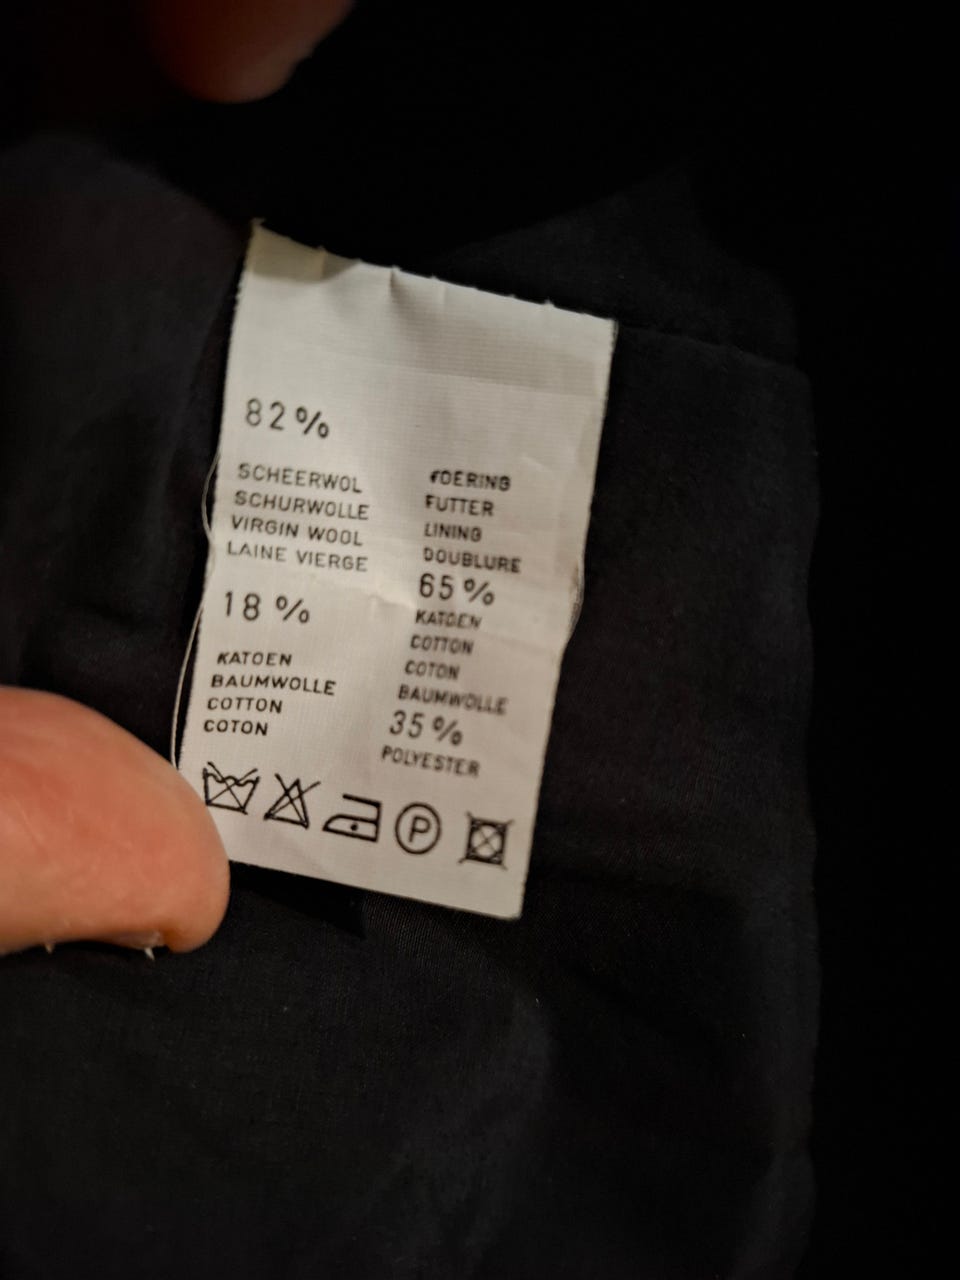 82%
SCHEERWOL
SCHURWOLLE
VIRGIN WOOL
LAINE VIERGE
18%
KATOEN
BAUMWOLLE
COTTON
COTON
VOERING
FUTTER
LINING
DOUBLURE
65%
KATOEN
COTTON
COTON
BAUMWOLLE
35%
POLYESTER
P